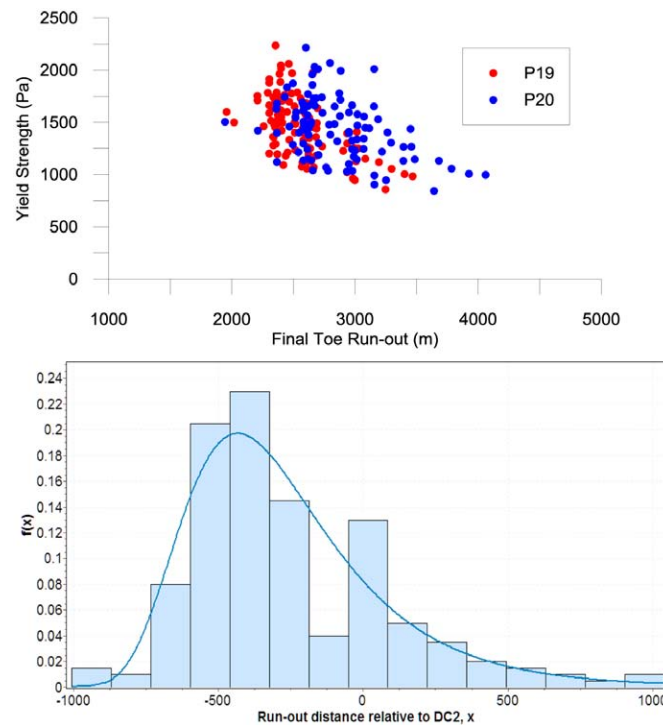 2500
2000
1500
1000
500
0
Yield Strength (Pa)
P19
P20
1000 2000 3000 4000 5000
Final Toe Run-out (m)
0.24
0.22
0.2
0.18
0.16
0.14
0.12
0.1
0.08
0.06
0.04
0.02
0
f(x)
-1000 -500 0 500 1000
Run-out distance relative to DC2, x